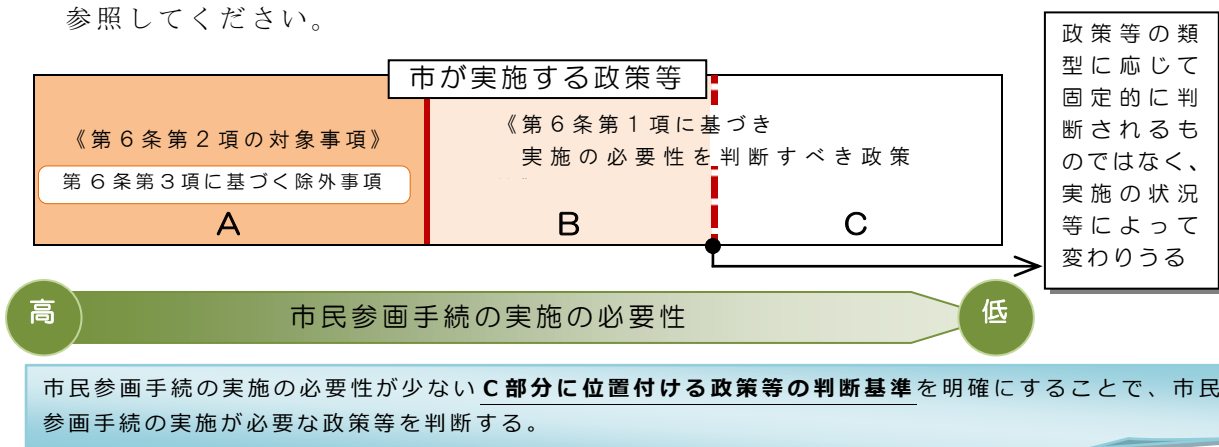 参照してください。
市が実施する政策等
《第６条第２項の対象事項》
第６条第３項に基づく除外事項
A
《第６条第１項に基づき
実施の必要性を判断すべき政策
B
C
政策等の類
型に応じて
固定的に判
断されるも
のではなく、
実施の状況
等によって
変わりうる
高
市民参画手続の実施の必要性
低
市民参画手続の実施の必要性が少ないC部分に位置付ける政策等の判断基準を明確にすることで、市民
参画手続の実施が必要な政策等を判断する。